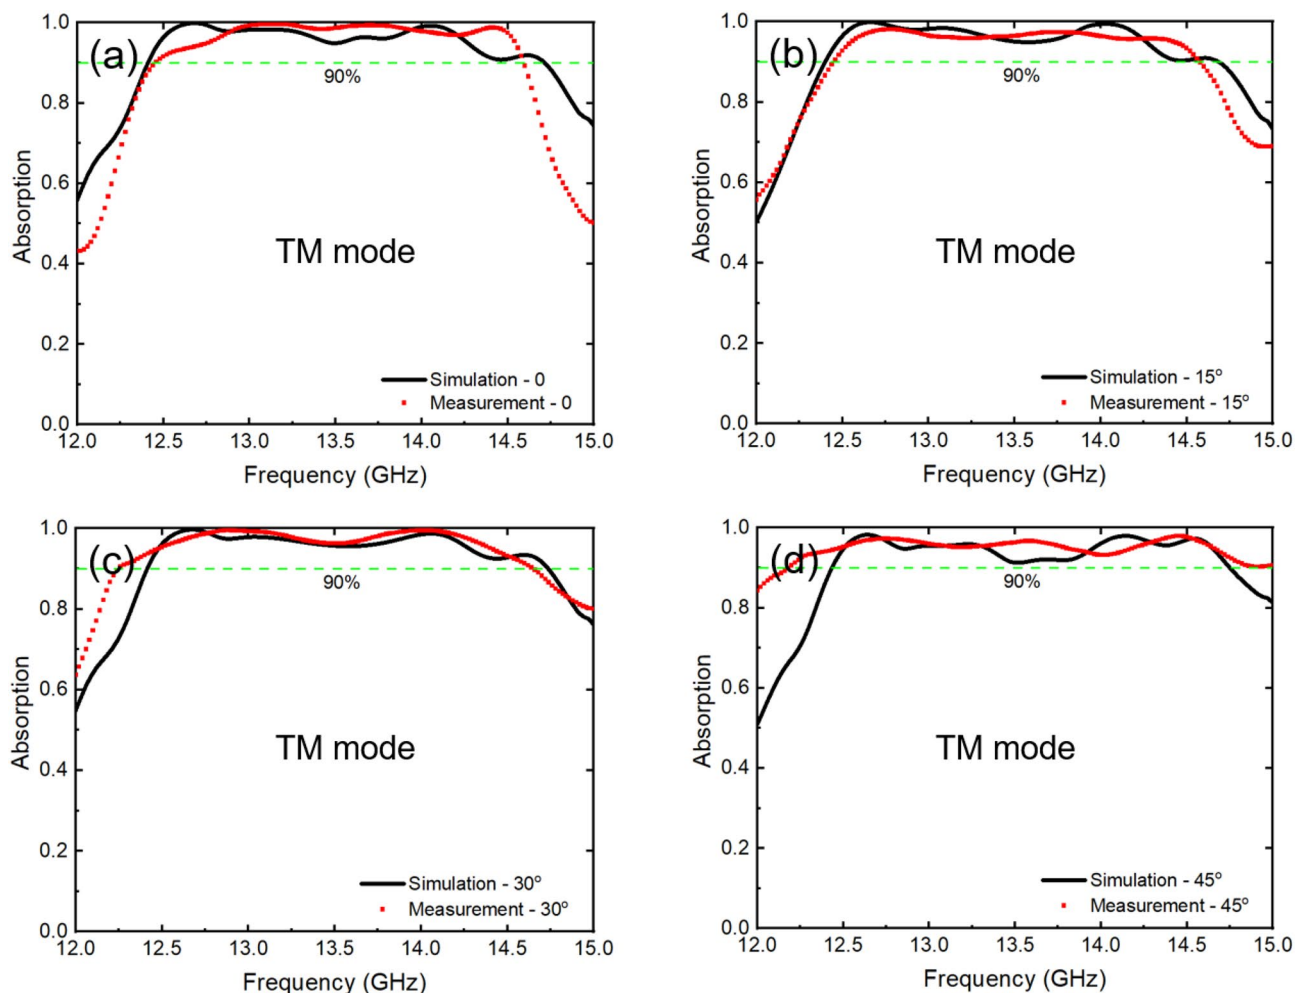 (a)
Absorption
1.0
0.8
0.6
0.4
0.2
0.0
90%
TM mode
Simulation - 0
Measurement - 0
12.0 12.5 13.0 13.5 14.0 14.5 15.0
Frequency (GHz)
(b)
Absorption
1.0
0.8
0.6
0.4
0.2
0.0
90%
TM mode
Simulation - 15º
Measurement - 15º
12.0 12.5 13.0 13.5 14.0 14.5 15.0
Frequency (GHz)
(c)
Absorption
1.0
0.8
0.6
0.4
0.2
0.0
90%
TM mode
Simulation - 30º
Measurement - 30º
12.0 12.5 13.0 13.5 14.0 14.5 15.0
Frequency (GHz)
(d)
Absorption
1.0
0.8
0.6
0.4
0.2
0.0
90%
TM mode
Simulation - 45º
Measurement - 45º
12.0 12.5 13.0 13.5 14.0 14.5 15.0
Frequency (GHz)